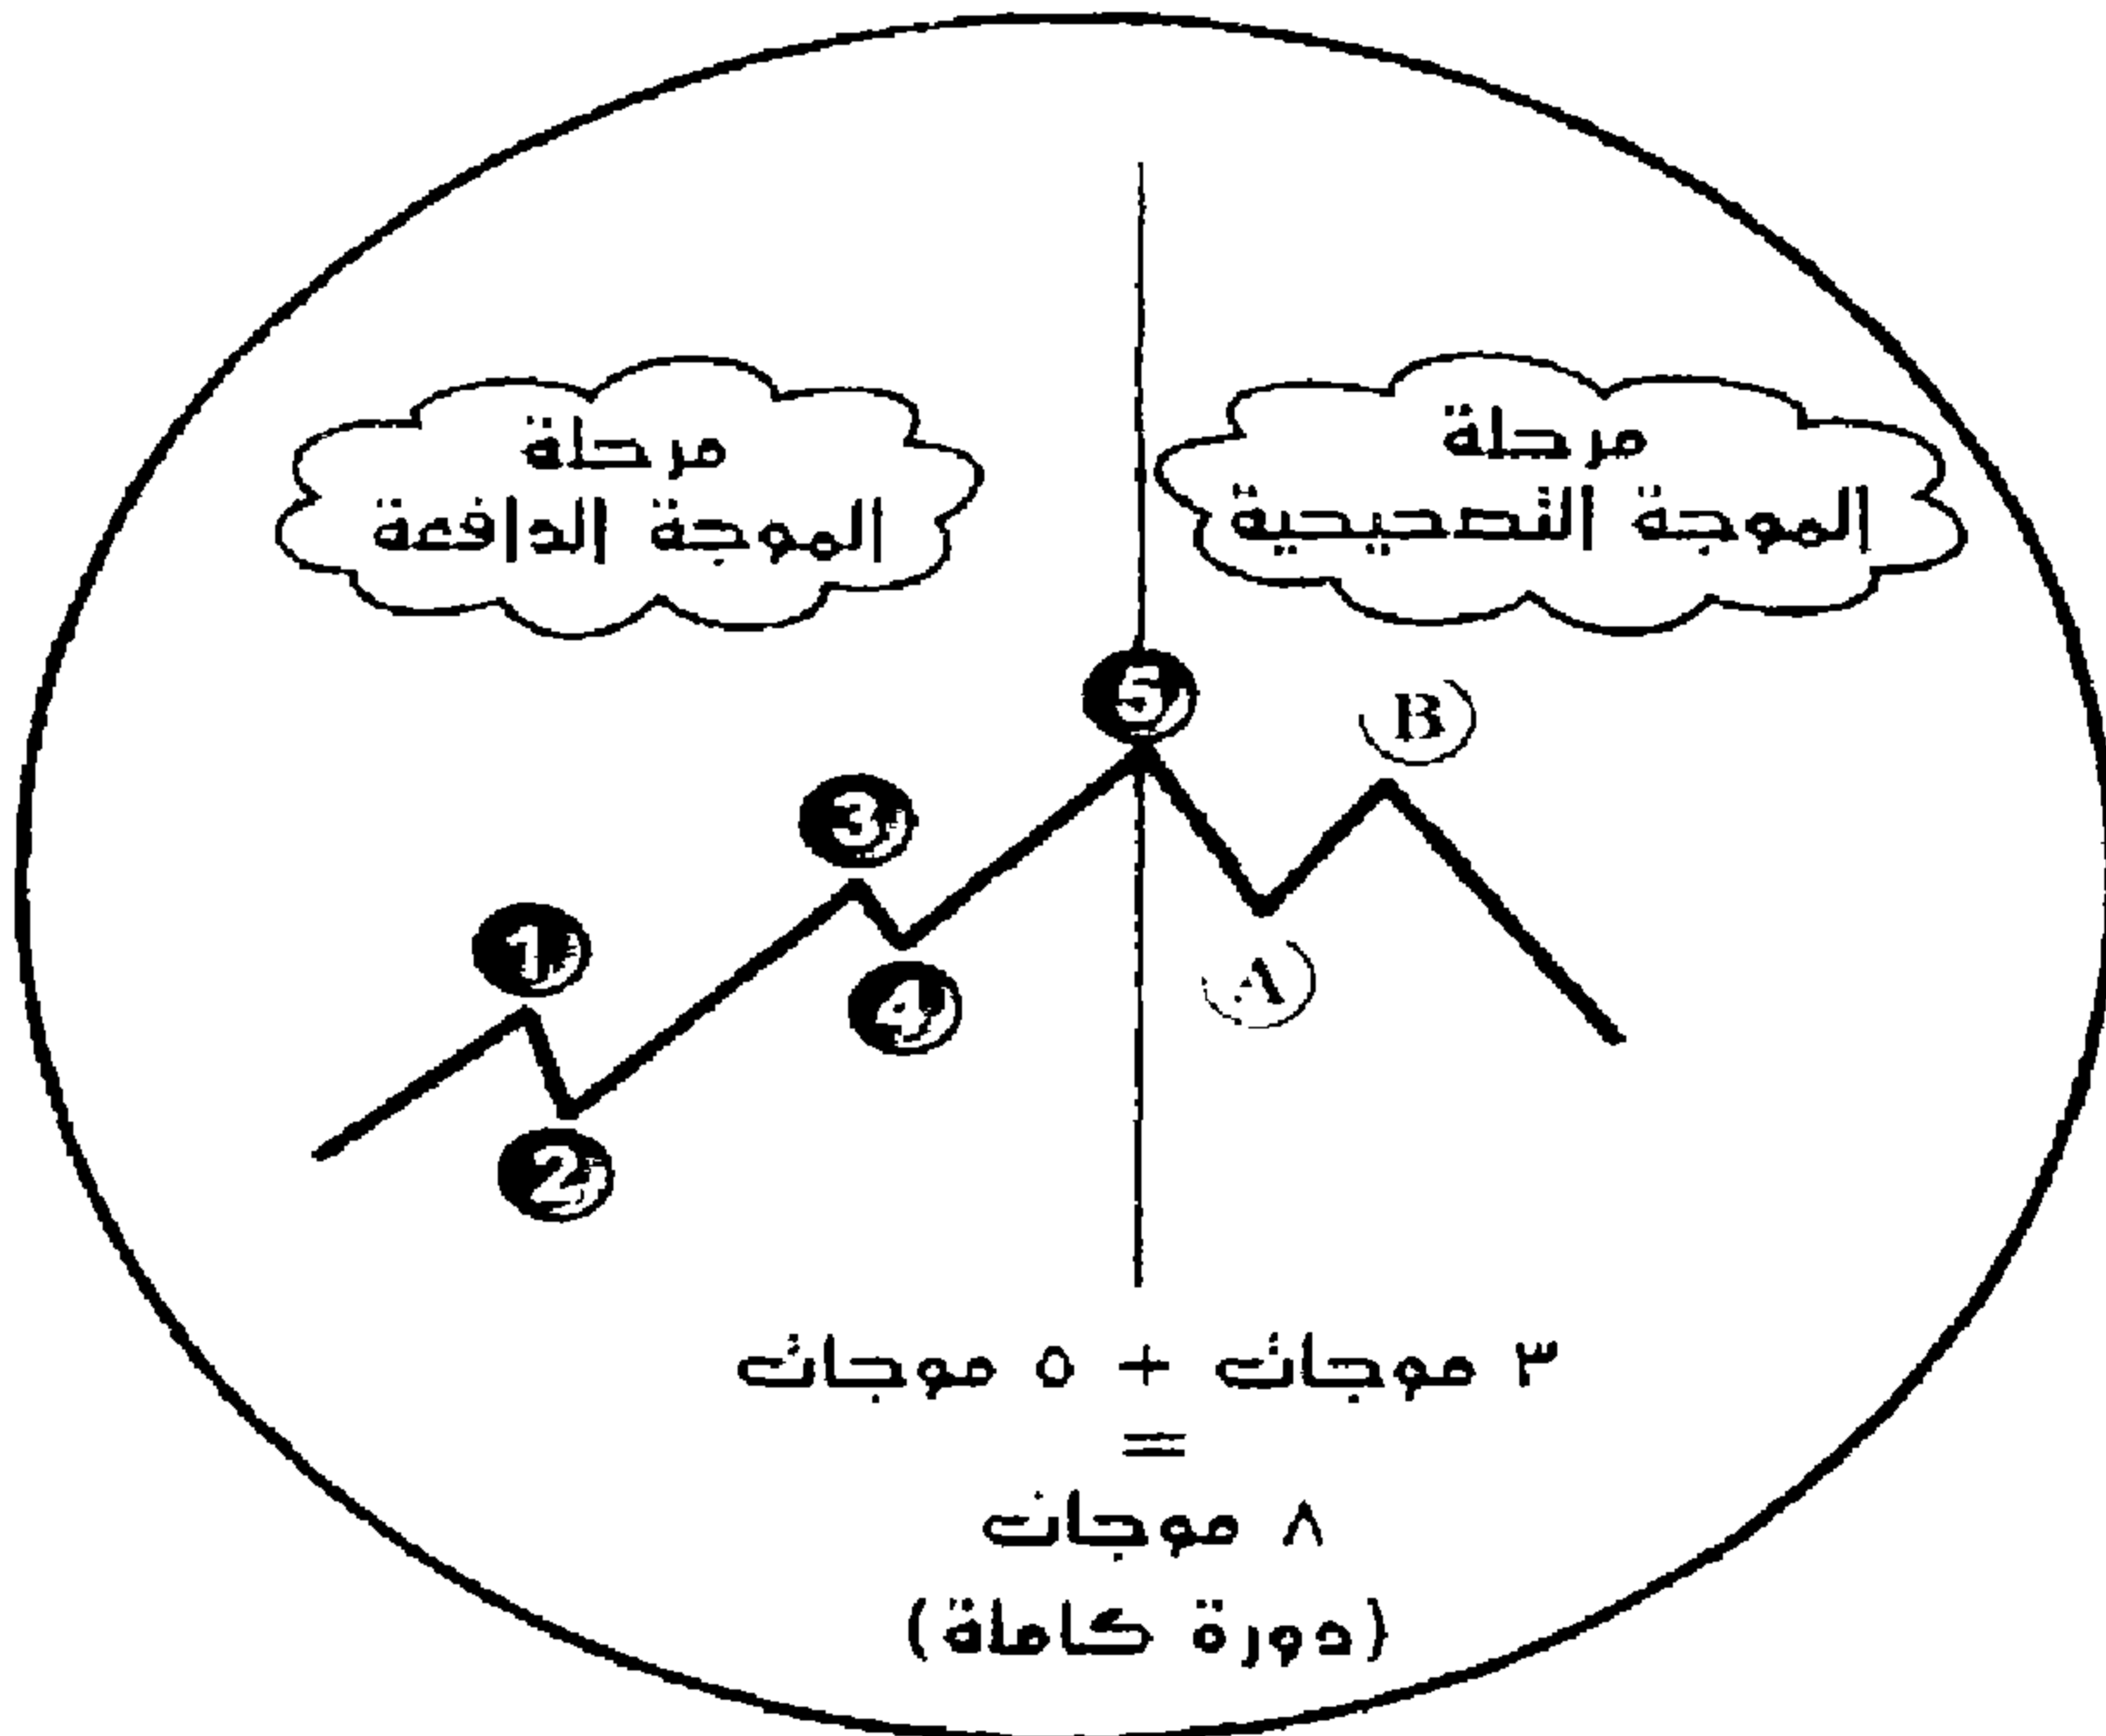 مرحلة
الموجة التصحيحية
مرحلة
الموجة الدافعة
5
B
3
1
4
A
2
٣ موجات + ٥ موجات
=
٨ موجات
(دورة كاملة)